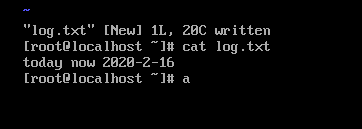 ~
"log.txt" [New] 1L, 20C written
[root@localhost ~]# cat log.txt
today now 2020-2-16
[root@localhost ~]# a